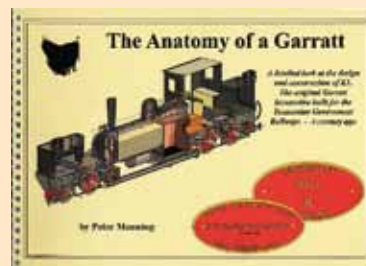 The Anatomy of a Garratt
A detailed look at the design
and construction of K1.
The original Garratt
locomotive built for the
Tasmanian Government
Railways - A century ago.
by Peter Manning